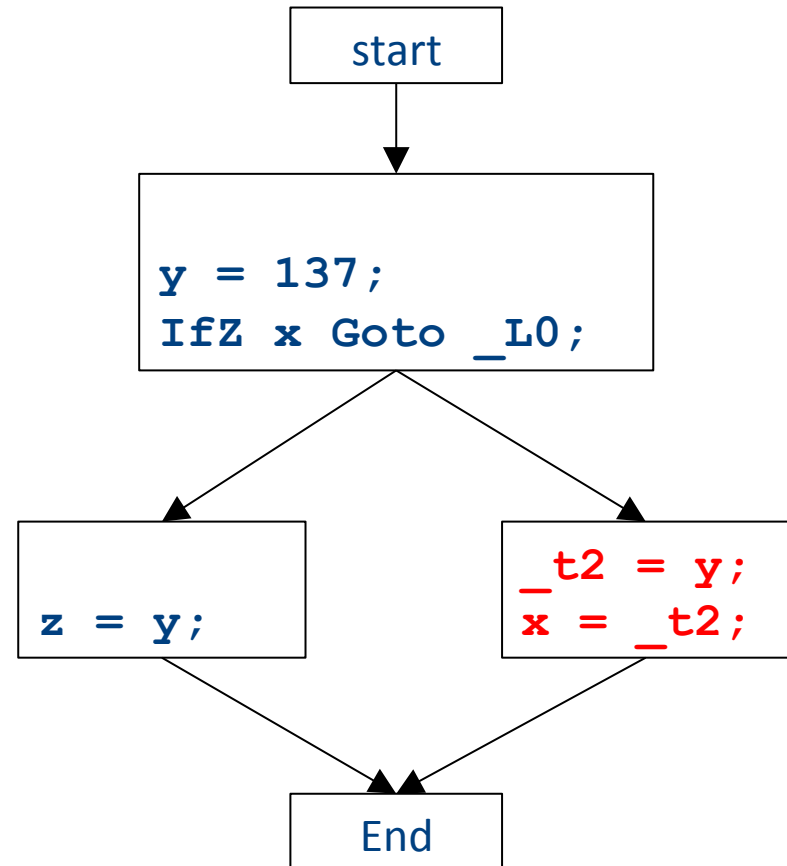 start
y = 137;
IfZ x Goto _L0;
z = y;
_t2 = y;
x = _t2;
End